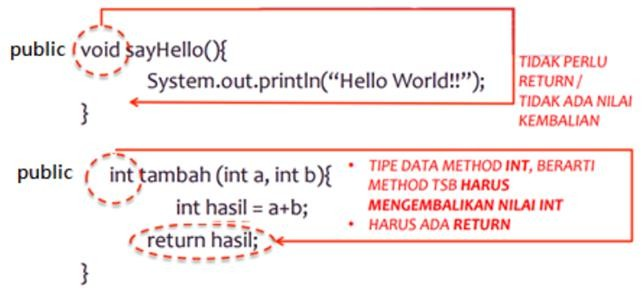 public void sayHello(){
System.out.println(“Hello World!!”);
}
TIDAK PERLU
RETURN /
TIDAK ADA NILAI
KEMBALIAN
public int tambah (int a, int b){
int hasil = a+b;
return hasil;
}
• TIPE DATA METHOD INT, BERARTI
METHOD TSB HARUS
MENGEMBALIKAN NILAI INT
• HARUS ADA RETURN